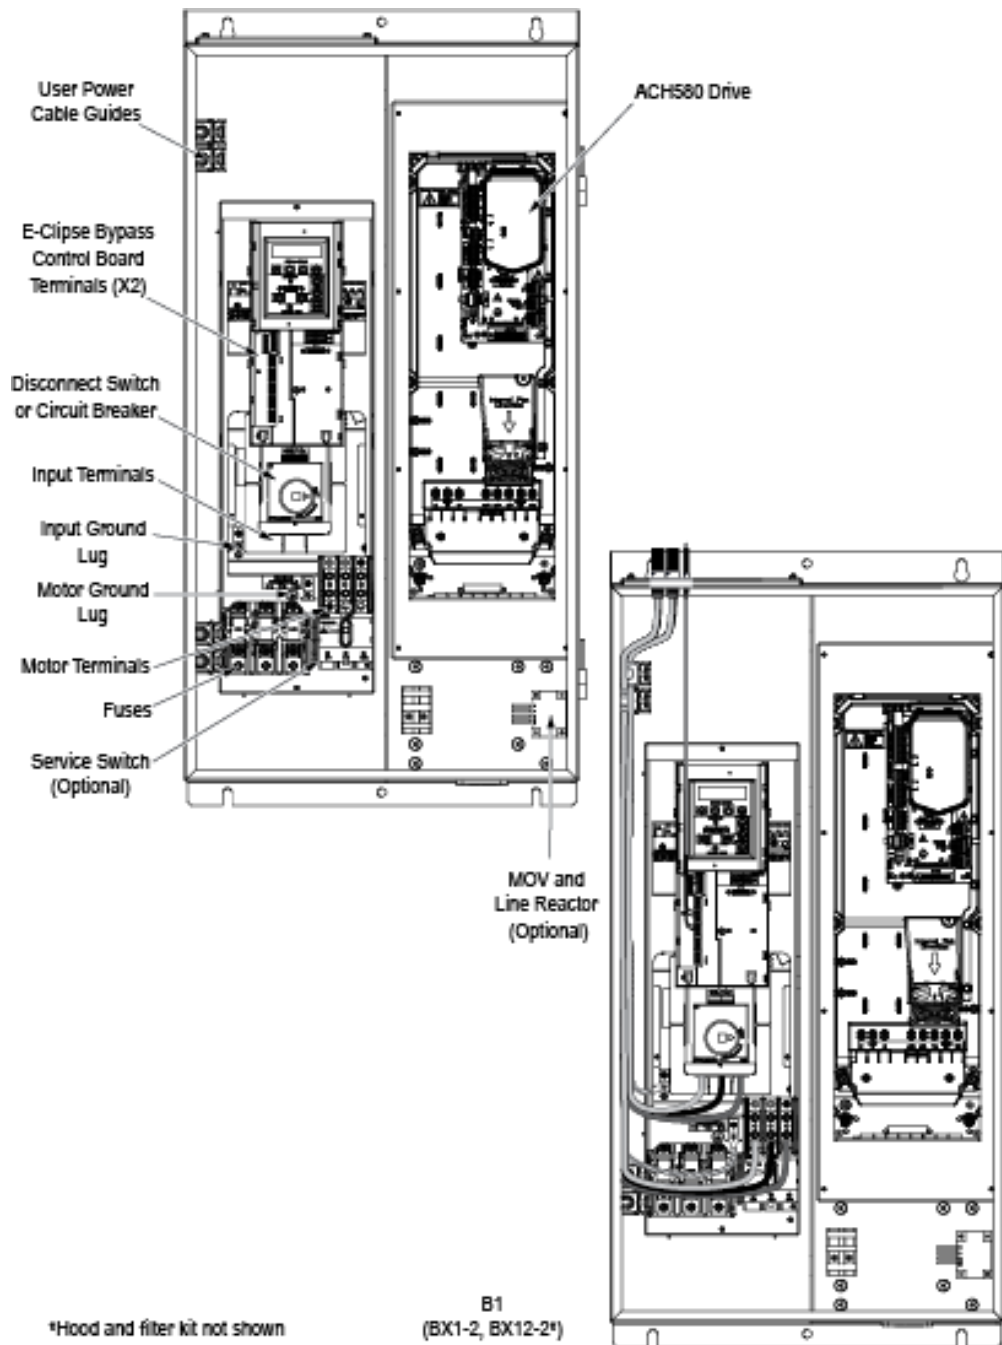 User Power
Cable Guides
ACH580 Drive
E-Clipse Bypass
Control Board
Terminals (X2)
Disconnect Switch
or Circuit Breaker
Input Terminals
Input Ground
Lug
Motor Ground
Lug
Motor Terminals
Fuses
Service Switch
(Optional)
MOV and
Line Reactor
(Optional)
*Hood and filter kit not shown
B1
(BX1-2, BX12-2*)